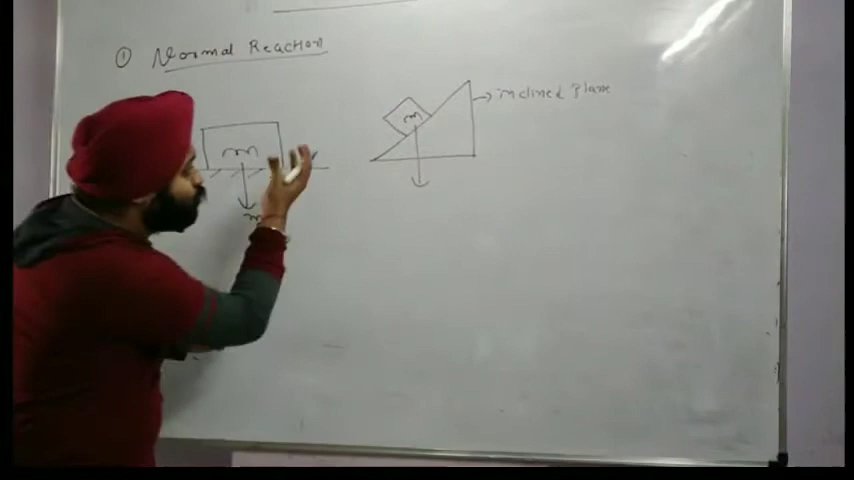 ① Normal Reaction
m
m
→ inclined Plane
m